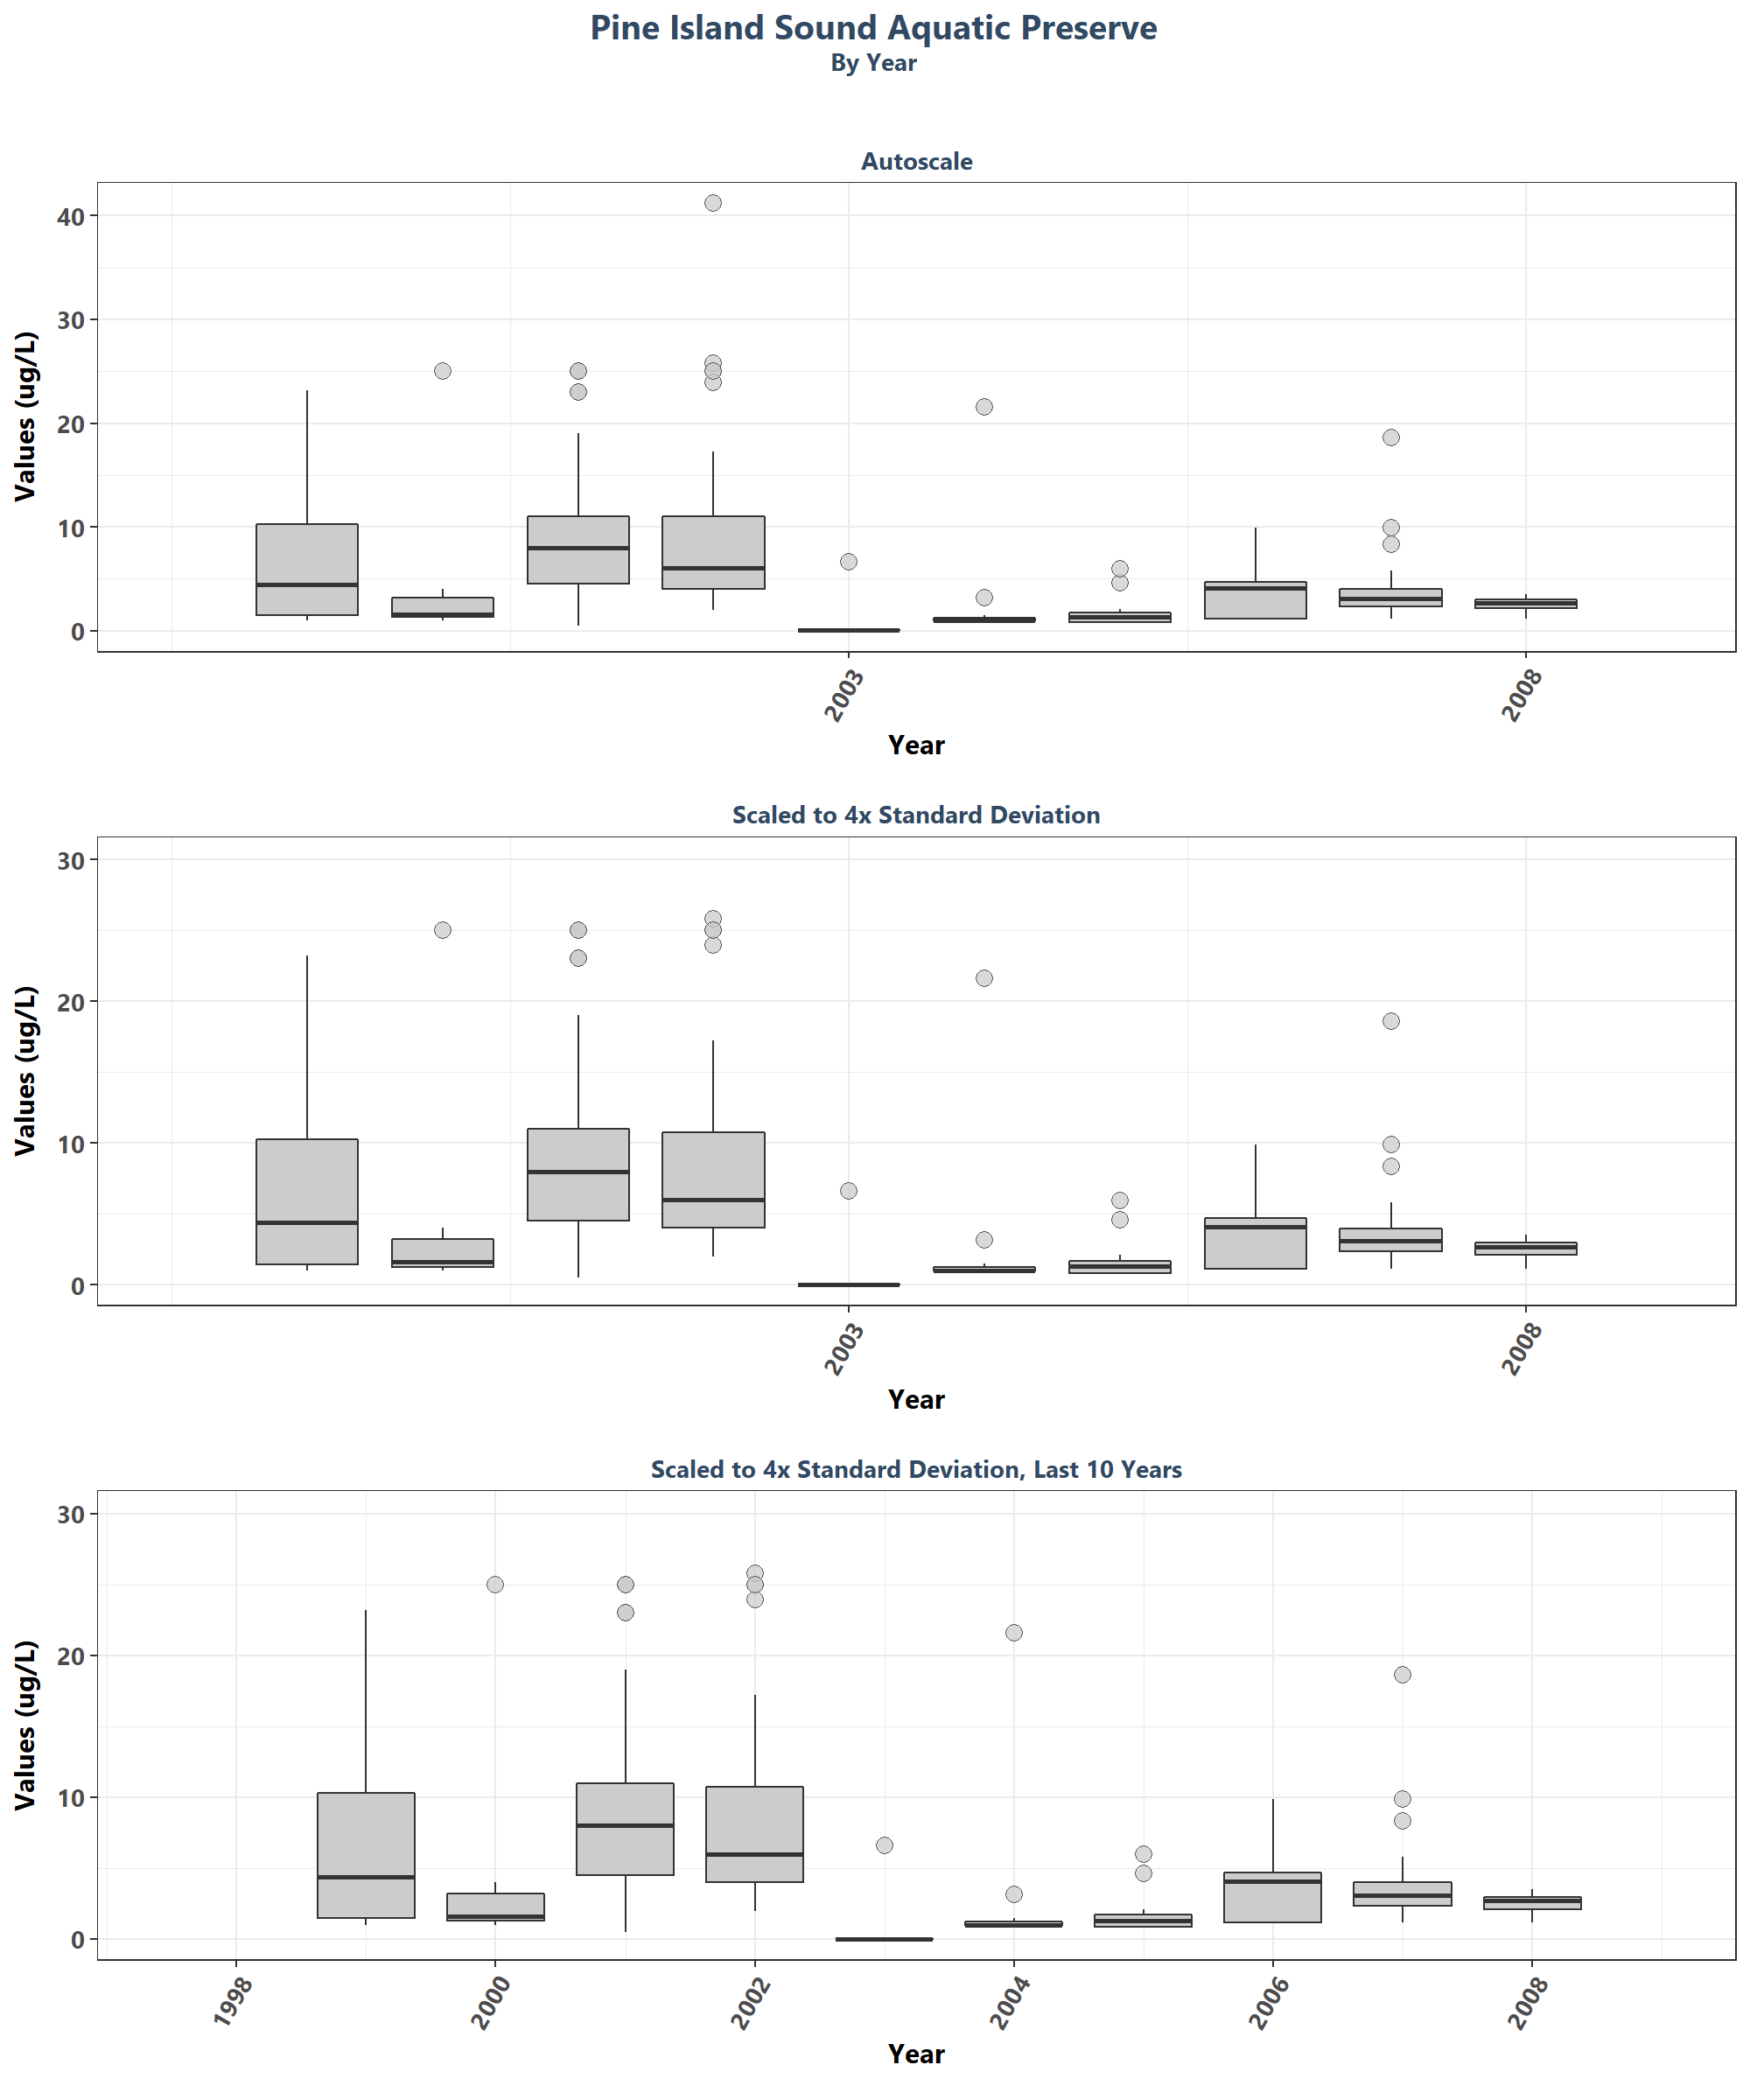 Pine Island Sound Aquatic Preserve
By Year
Autoscale
Values (ug/L)
40
30
20
10
0
2003
2008
Year
Scaled to 4x Standard Deviation
Values (ug/L)
30
20
10
0
2003
2008
Year
Scaled to 4x Standard Deviation, Last 10 Years
Values (ug/L)
30
20
10
0
1998
2000
2002
2004
2006
2008
Year